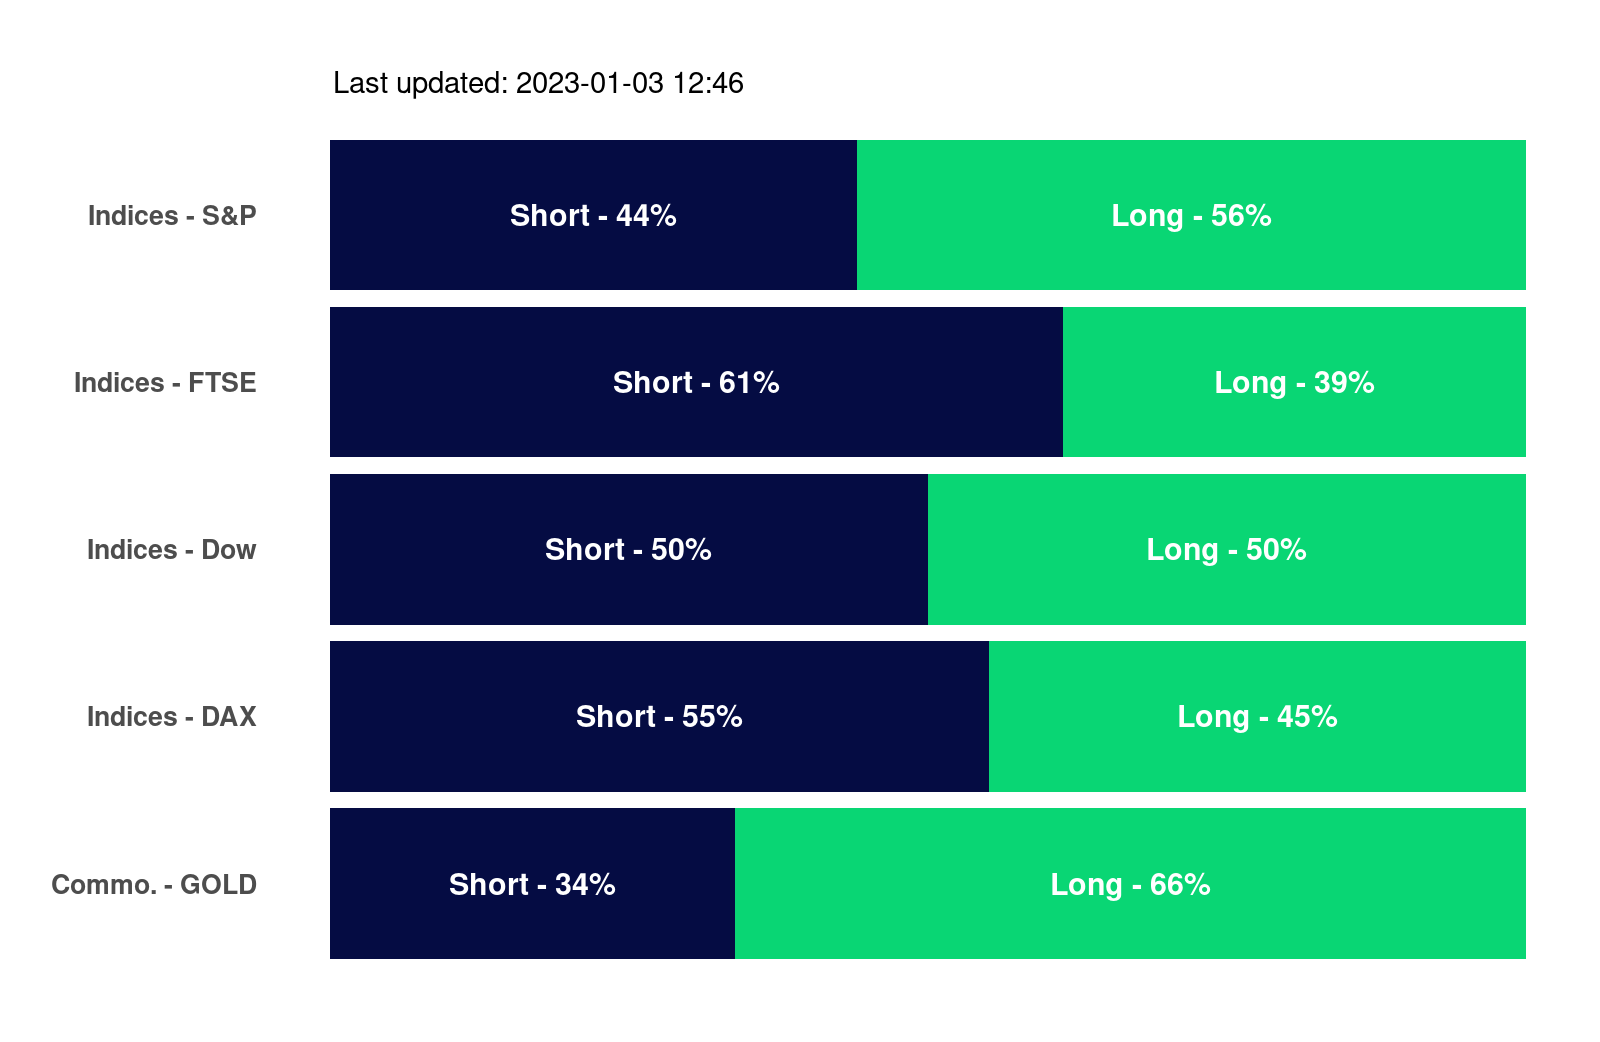 Last updated: 2023-01-03 12:46
Indices - S&P Short - 44% Long - 56%
Indices - FTSE Short - 61% Long - 39%
Indices - Dow Short - 50% Long - 50%
Indices - DAX Short - 55% Long - 45%
Commo. - GOLD Short - 34% Long - 66%